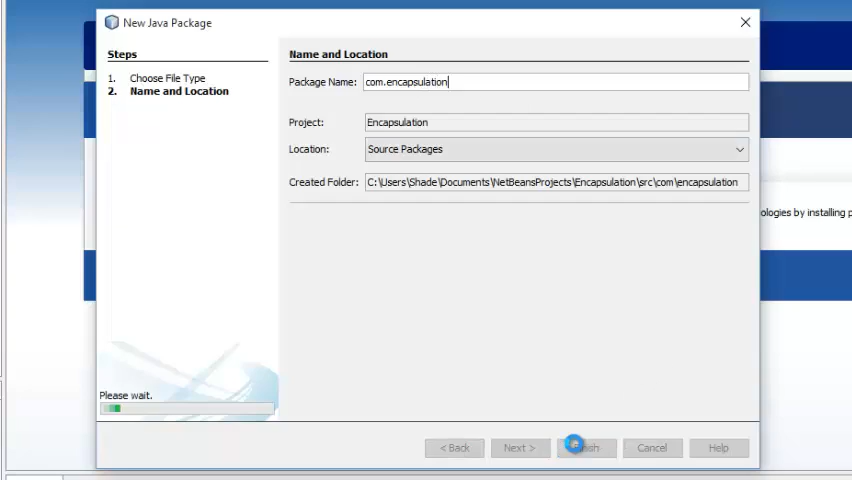 New Java Package
Steps
1. Choose File Type
2. Name and Location
Name and Location
Package Name: com.encapsulation
Project: Encapsulation
Location: Source Packages
Created Folder: C:\Users\Shade\Documents\NetBeansProjects\Encapsulation\src\com\encapsulation
ologies by installing p
Please wait.
< Back Next > Cancel Help